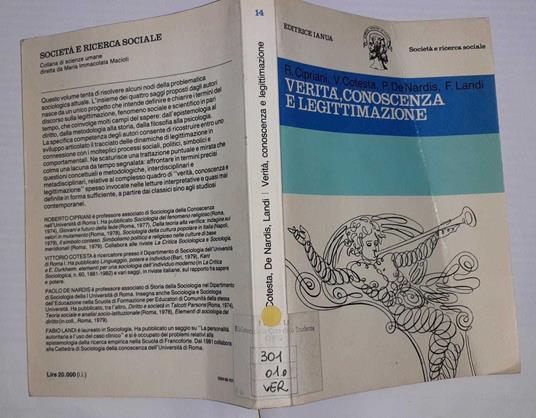 SOCIETÀ E RICERCA SOCIALE
Collana di scienze umane
diretta da Maria Immacolata Macioti
Questo volume tenta di risolvere alcuni nodi della problematica
sociologica attuale. L'insieme dei quattro saggi proposti dagli autori
nasce da un unico progetto che intende definire e chiarire i termini del
discorso sulla legittimazione, fenomeno sociale e scientifico in pari
tempo, che coinvolge molti campi del sapere: dall'epistemologia al
diritto, dalla metodologia alla storia, dalla filosofia alla psicologia.
La specifica competenza degli autori consente di ricostruire entro uno
sviluppo articolato il tracciato delle dinamiche di legittimazione in
connessione con i molteplici processi sociali, politici, simbolici e
comportamentali. Ne scaturisce una trattazione puntuale e mirata che
colma una lacuna da tempo segnalata: affrontare in termini precisi
questioni concettuali e metodologiche, interdisciplinari e
metadisciplinari, relative al complesso quadro di "verità, conoscenza e
legittimazione" spesso invocate nelle letture interpretative e quasi mai
definite in forma sufficiente, a partire dai classici sino agli studiosi
contemporanei.
ROBERTO CIPRIANI è professore associato di Sociologia della Conoscenza
nell'Università di Roma I. Ha pubblicato Sociologia del fenomeno religioso (Roma,
1974), Giovani e futuro della fede (Roma, 1977), Dalla teoria alla verifica: indagine sui
valori in mutamento (Roma, 1978), Sociologia della cultura popolare in Italia (Napoli,
1979), Il simbolo conteso. Simbolismo politico e religioso nelle culture di base
meridionali (Roma, 1979). Collabora alle riviste La Critica Sociologica e Sociologia.
VITTORIO COTESTA è ricercatore presso il Dipartimento di Sociologia dell'Università
di Roma I. Ha pubblicato Linguaggio, potere e individuo (Bari, 1979), Kant
e E. Durkheim. elementi per una sociologia dell'individuo moderno (in La Critica
Sociologica, n. 60, 1981-1982) e vari saggi, in riviste italiane, sul rapporto fra sapere
e potere.
PAOLO DE NARDIS è professore associato di Storia della Sociologia nel Dipartimento
di Sociologia della I Università di Roma. Insegna anche Sociologia e Sociologia
dell'Educazione nella Scuola di Formazione per Educatori di Comunità della stessa
Università. Ha pubblicato, tra l'altro, Diritto e società in Talcott Parsons (Roma, 1974),
Teoria sociale e analisi socio-istituzionale (Roma, 1978), Elementi di sociologia del
diritto (in coll., Roma, 1979).
FABIO LANDI è laureato in Sociologia. Ha pubblicato un seggio su "La personalità
autoritaria e l'uso del caso clinico" e si è occupato dei problemi relativi alla
epistemologia della ricerca empirica nella Scuola di Francoforte. Dal 1981 collabora
alla Cattedra di Sociologia della conoscenza dell'Università di Roma.
Lire 20.000 (i.i.)
14
Cotesta, De Nardis, Landi | Verità, conoscenza e legittimazione
301
010
VER
EDITRICE IANUA
Società e ricerca sociale
R. Cipriani, V. Cotesta, P. De Nardis, F. Landi
VERITÀ, CONOSCENZA
E LEGITTIMAZIONE